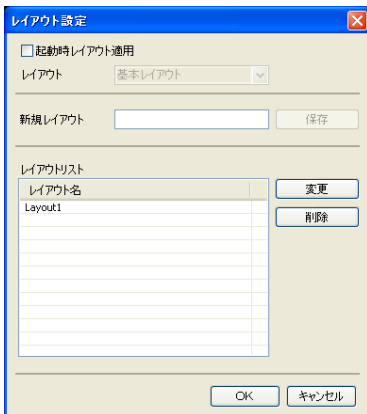 レイアウト設定
起動時レイアウト適用
レイアウト 基本レイアウト
新規レイアウト 保存
レイアウトリスト
レイアウト名 変更
Layout1
削除
OK キャンセル